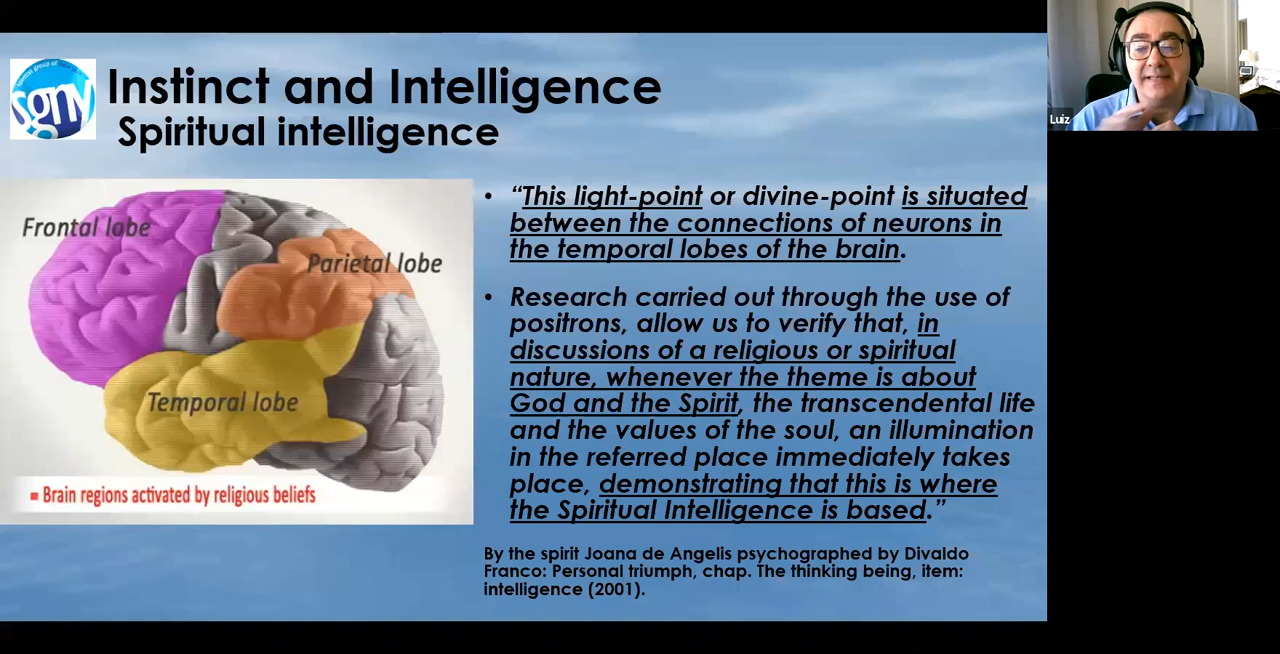 Instinct and Intelligence
Spiritual intelligence
sgny
Frontal lobe
Parietal lobe
Temporal lobe
▪ Brain regions activated by religious beliefs
• “This light-point or divine-point is situated
between the connections of neurons in
the temporal lobes of the brain.
• Research carried out through the use of
positrons, allow us to verify that, in
discussions of a religious or spiritual
nature, whenever the theme is about
God and the Spirit, the transcendental life
and the values of the soul, an illumination
in the referred place immediately takes
place, demonstrating that this is where
the Spiritual Intelligence is based.”
By the spirit Joana de Angelis psychographed by Divaldo
Franco: Personal triumph, chap. The thinking being, item:
intelligence (2001).
Luiz